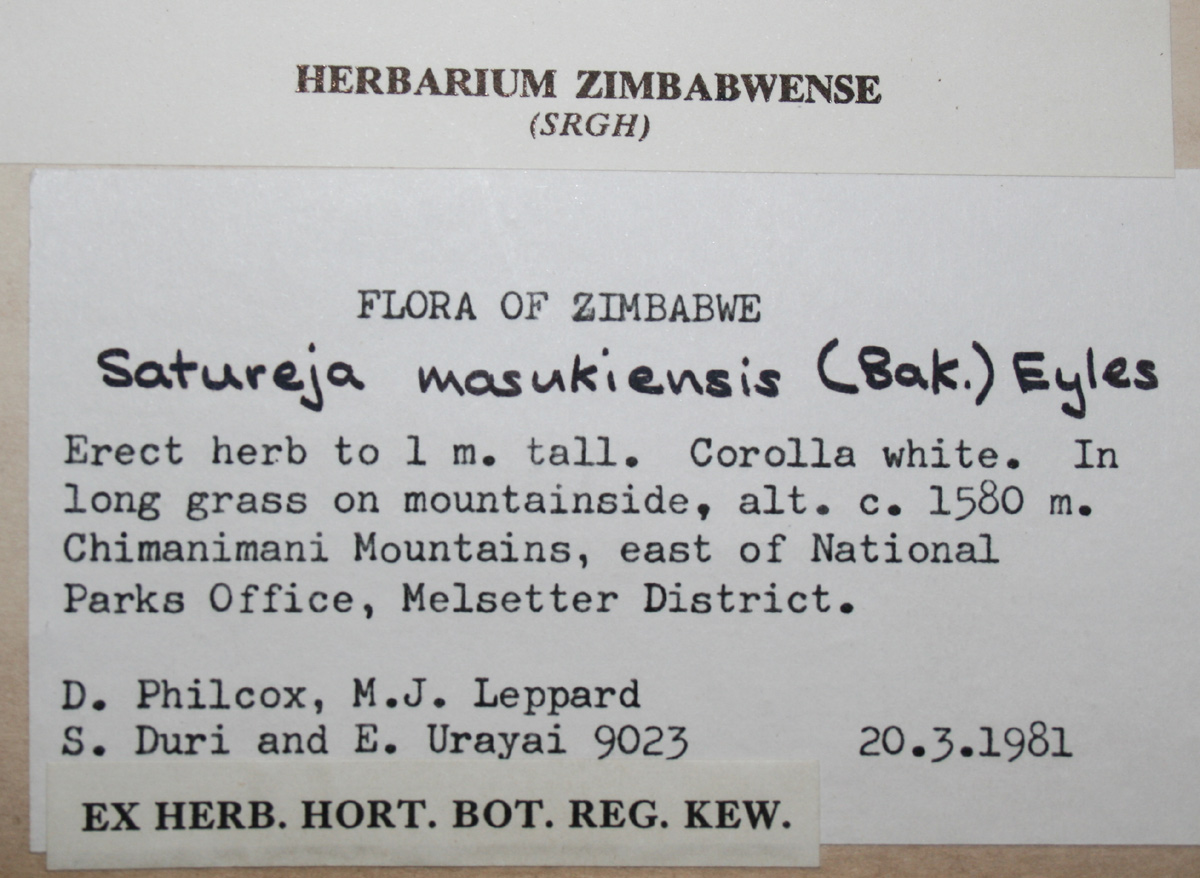 HERBARIUM ZIMBABWENSE
(SRGH)
FLORA OF ZIMBABWE
Satureja masukiensis (Bak.) Eyles
Erect herb to 1 m. tall. Corolla white. In
long grass on mountainside, alt. c. 1580 m.
Chimanimani Mountains, east of National
Parks Office, Melsetter District.
D. Philcox, M.J. Leppard
S. Duri and E. Urayai 9023 20.3.1981
EX HERB. HORT. BOT. REG. KEW.